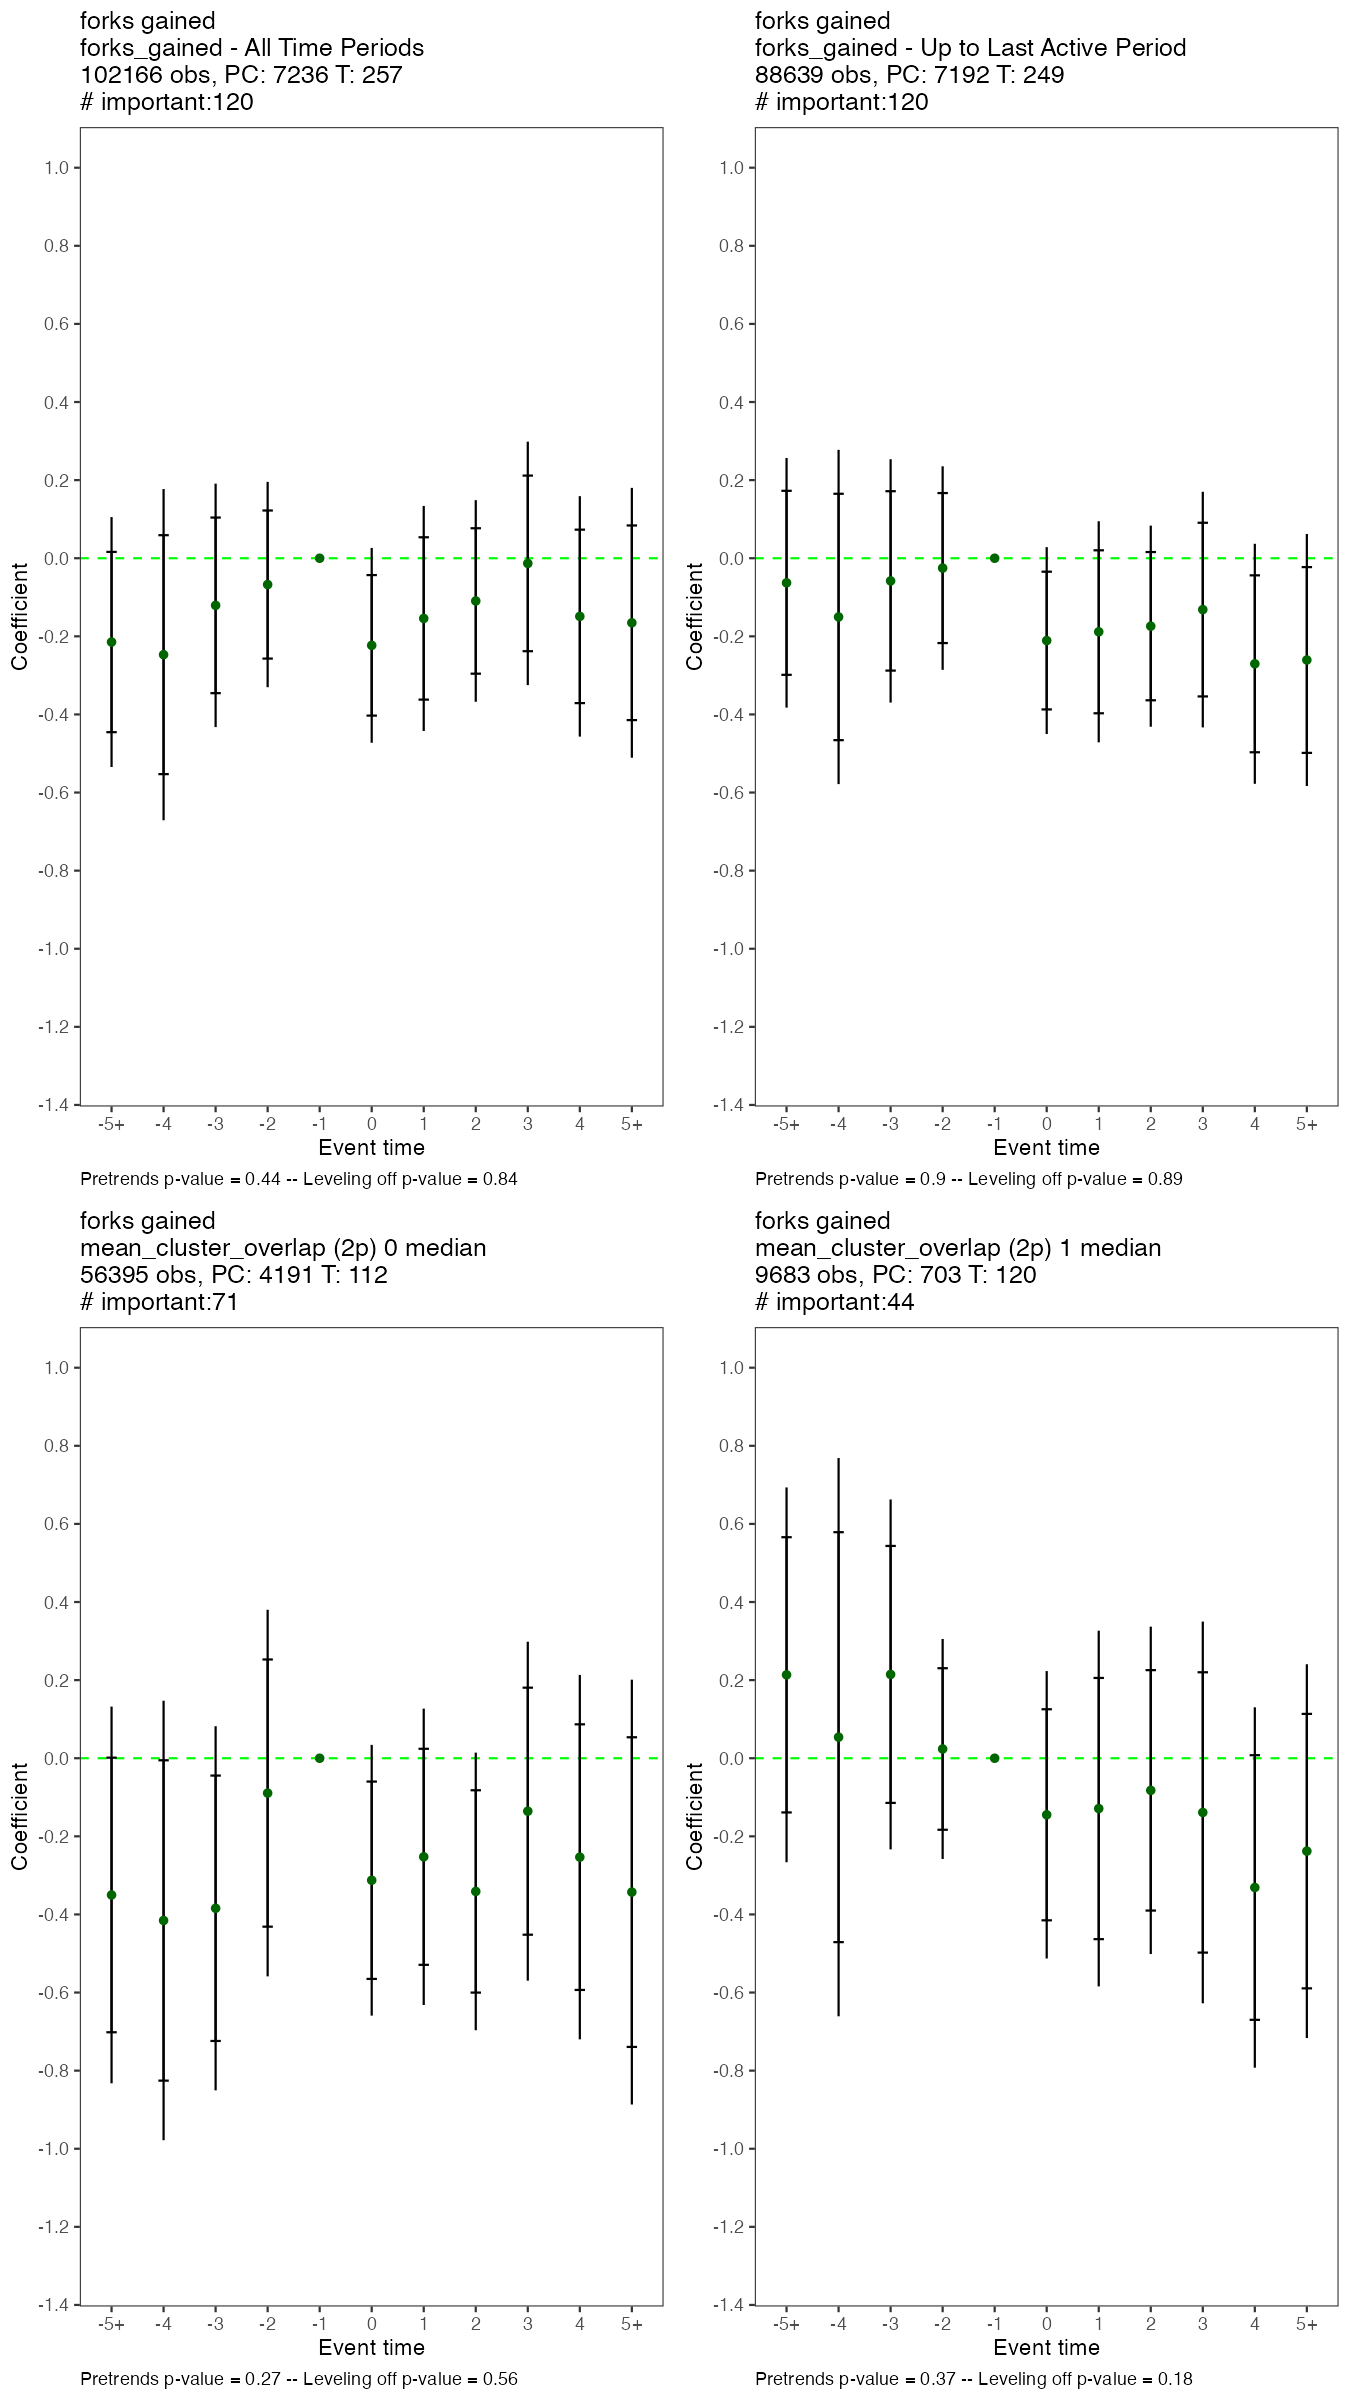 forks gained
forks_gained - All Time Periods
102166 obs, PC: 7236 T: 257
# important:120
Coefficient
1.0
0.8
0.6
0.4
0.2
0.0
-0.2
-0.4
-0.6
-0.8
-1.0
-1.2
-1.4
-5+ -4 -3 -2 -1 0 1 2 3 4 5+
Event time
Pretrends p-value = 0.44 -- Leveling off p-value = 0.84
forks gained
forks_gained - Up to Last Active Period
88639 obs, PC: 7192 T: 249
# important:120
Coefficient
1.0
0.8
0.6
0.4
0.2
0.0
-0.2
-0.4
-0.6
-0.8
-1.0
-1.2
-1.4
-5+ -4 -3 -2 -1 0 1 2 3 4 5+
Event time
Pretrends p-value = 0.9 -- Leveling off p-value = 0.89
forks gained
mean_cluster_overlap (2p) 0 median
56395 obs, PC: 4191 T: 112
# important:71
Coefficient
1.0
0.8
0.6
0.4
0.2
0.0
-0.2
-0.4
-0.6
-0.8
-1.0
-1.2
-1.4
-5+ -4 -3 -2 -1 0 1 2 3 4 5+
Event time
Pretrends p-value = 0.27 -- Leveling off p-value = 0.56
forks gained
mean_cluster_overlap (2p) 1 median
9683 obs, PC: 703 T: 120
# important:44
Coefficient
1.0
0.8
0.6
0.4
0.2
0.0
-0.2
-0.4
-0.6
-0.8
-1.0
-1.2
-1.4
-5+ -4 -3 -2 -1 0 1 2 3 4 5+
Event time
Pretrends p-value = 0.37 -- Leveling off p-value = 0.18